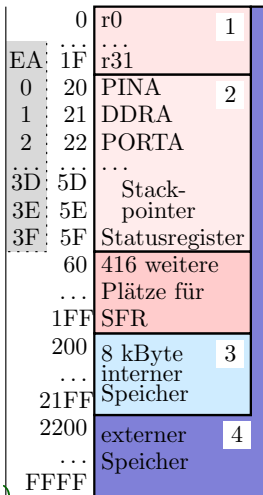 0 r0 1
... ...
EA 1F r31
0 20 PINA 2
1 21 DDRA
2 22 PORTA
... ... ...
3D 5D Stack-
3E 5E pointer
3F 5F Statusregister
60 416 weitere
... Plätze für
1FF SFR
200 8 kByte 3
... interner
21FF Speicher
2200 externer 4
... Speicher
FFFF